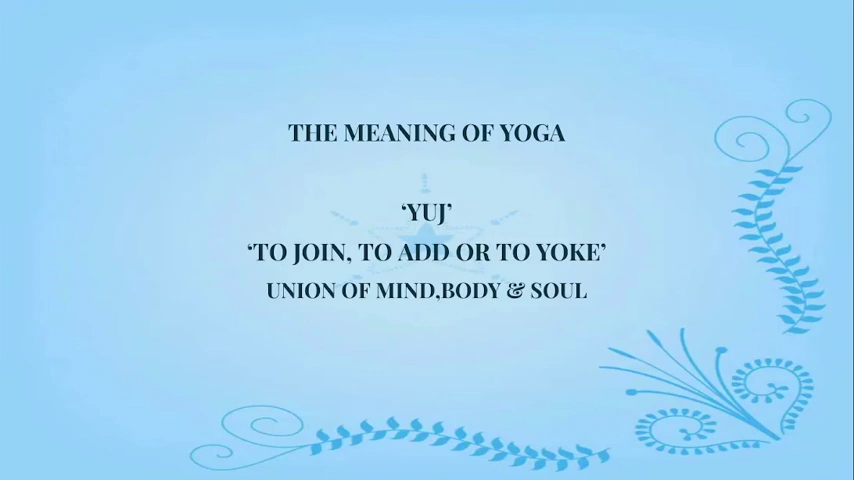 THE MEANING OF YOGA
‘YUJ’
‘TO JOIN, TO ADD OR TO YOKE’
UNION OF MIND,BODY & SOUL